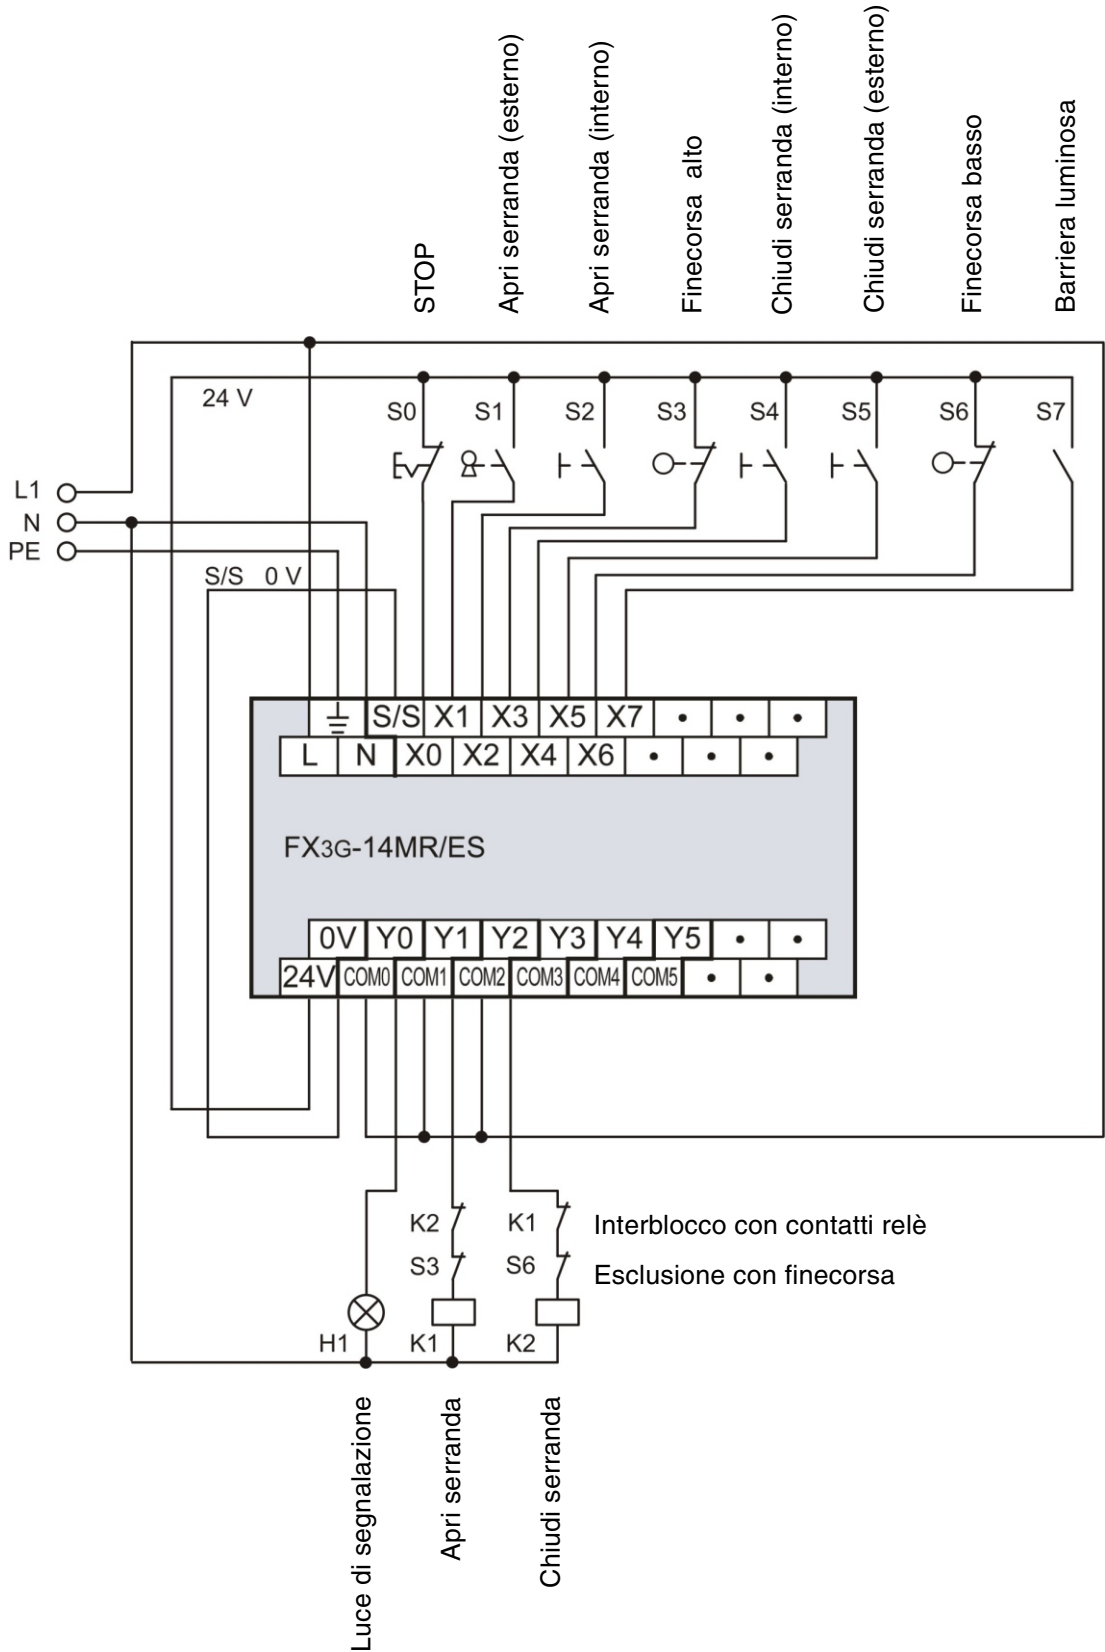 STOP
Apri serranda (esterno)
Apri serranda (interno)
Finecorsa alto
Chiudi serranda (interno)
Chiudi serranda (esterno)
Finecorsa basso
Barriera luminosa
24 V
S0 S1 S2 S3 S4 S5 S6 S7
L1
N
PE
S/S 0 V
S/S X1 X3 X5 X7
L N X0 X2 X4 X6
FX3G-14MR/ES
0V Y0 Y1 Y2 Y3 Y4 Y5
24V COM0 COM1 COM2 COM3 COM4 COM5
K2 K1 Interblocco con contatti relè
S3 S6 Esclusione con finecorsa
H1 K1 K2
Luce di segnalazione
Apri serranda
Chiudi serranda